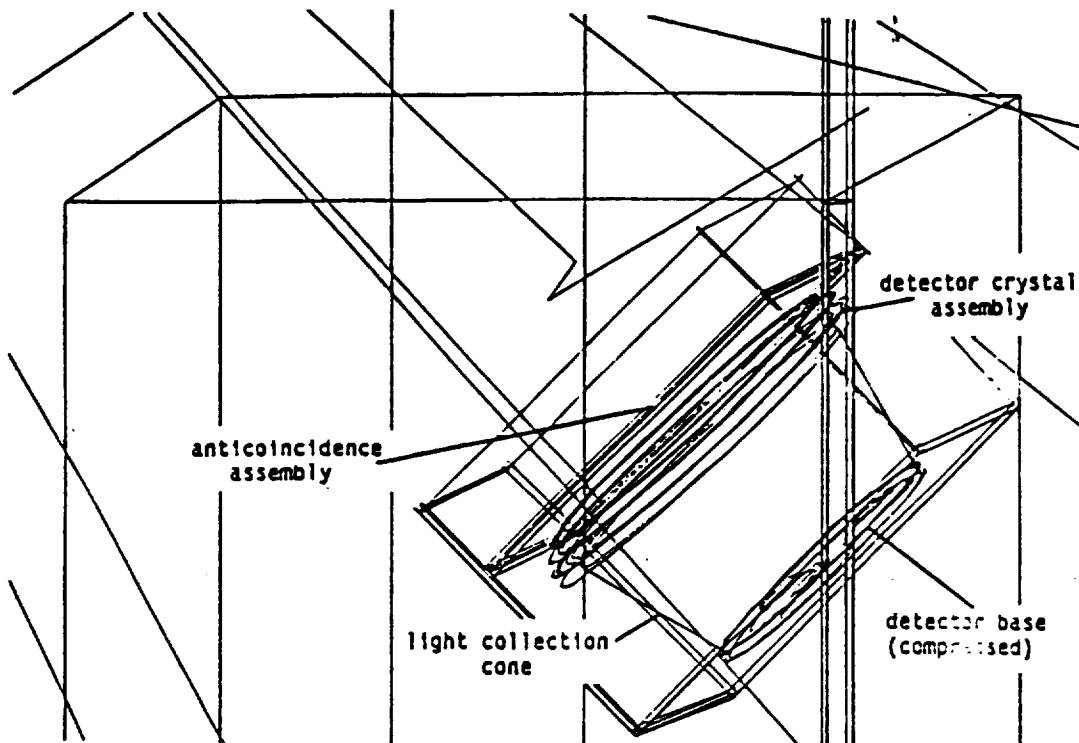 detector crystal
assembly
anticoincidence
assembly
light collection
cone
detector base